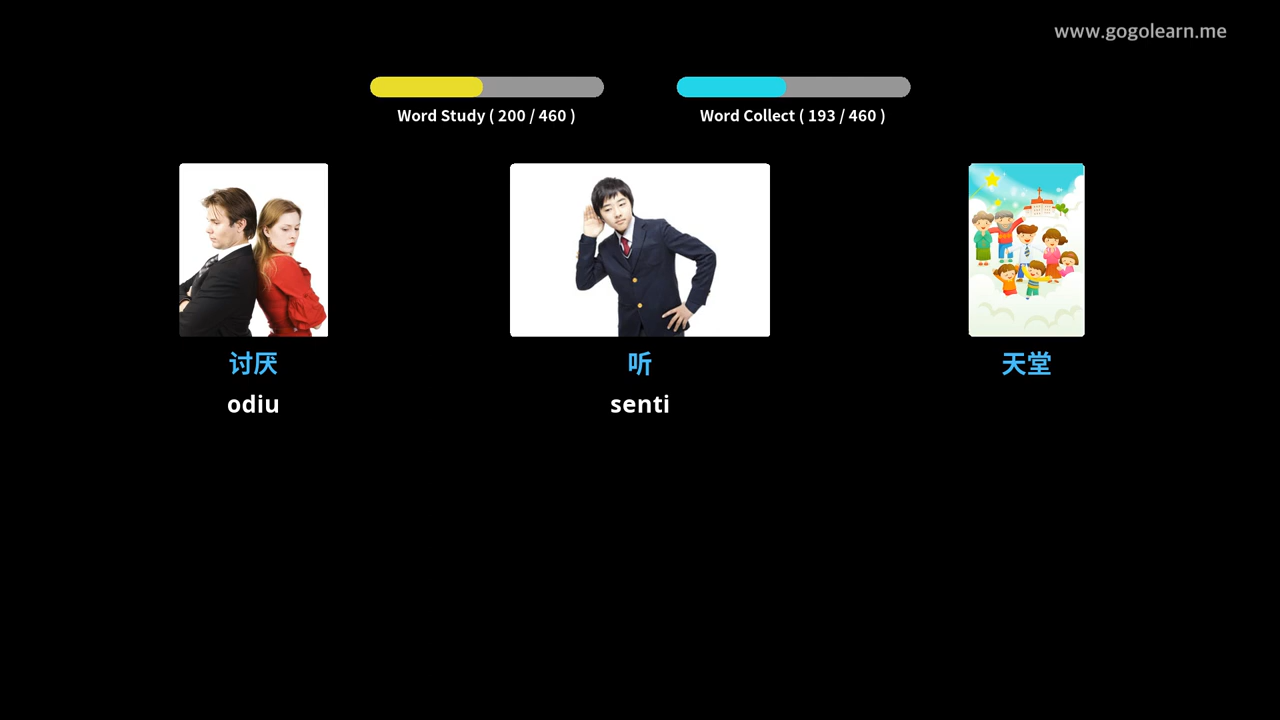 www.gogolearn.me
Word Study ( 200 / 460 )
Word Collect ( 193 / 460 )
讨厌
听
天堂
odiu
senti